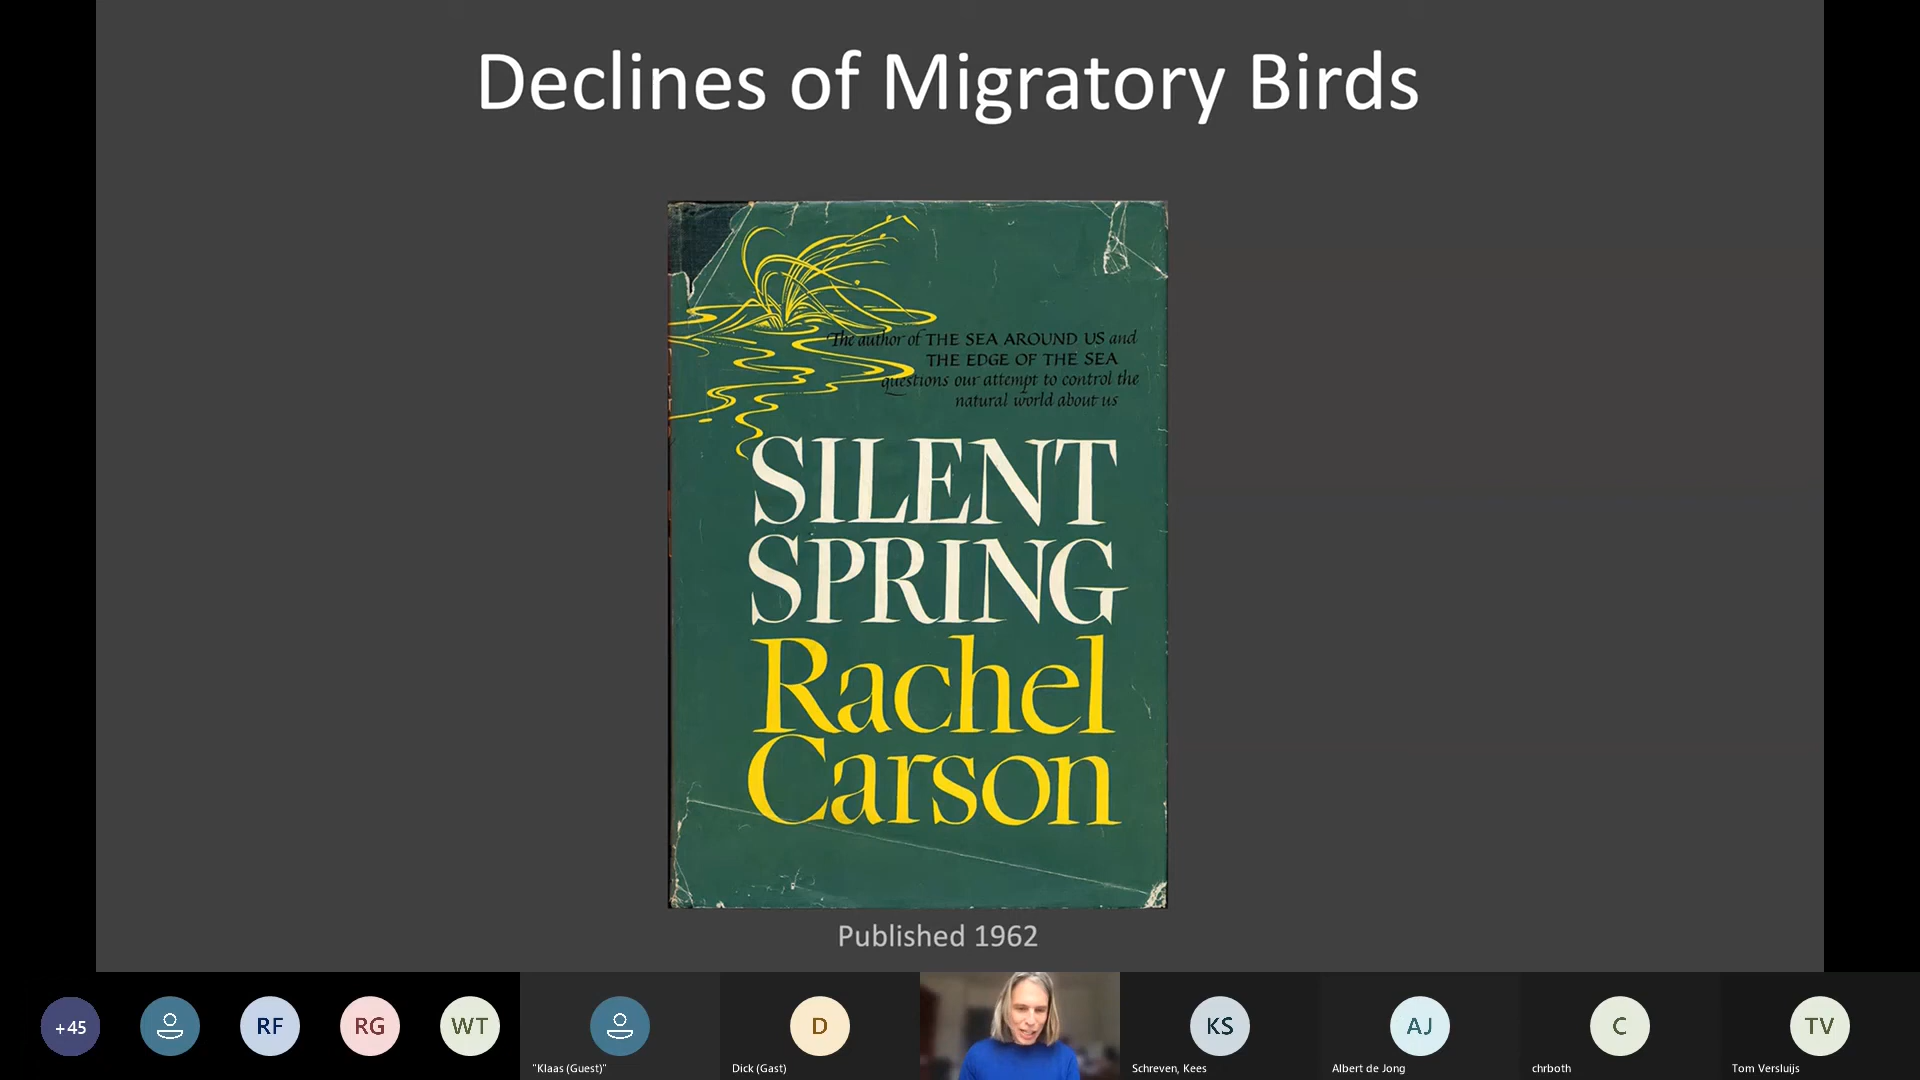 Declines of Migratory Birds
The author of THE SEA AROUND US and
THE EDGE OF THE SEA
questions our attempt to control the
natural world about us
SILENT
SPRING
Rachel
Carson
Published 1962
+45
RF
RG
WT
"Klaas (Guest)"
D
Dick (Gast)
KS
Schreven, Kees
AJ
Albert de Jong
C
chrboth
TV
Tom Versluijs